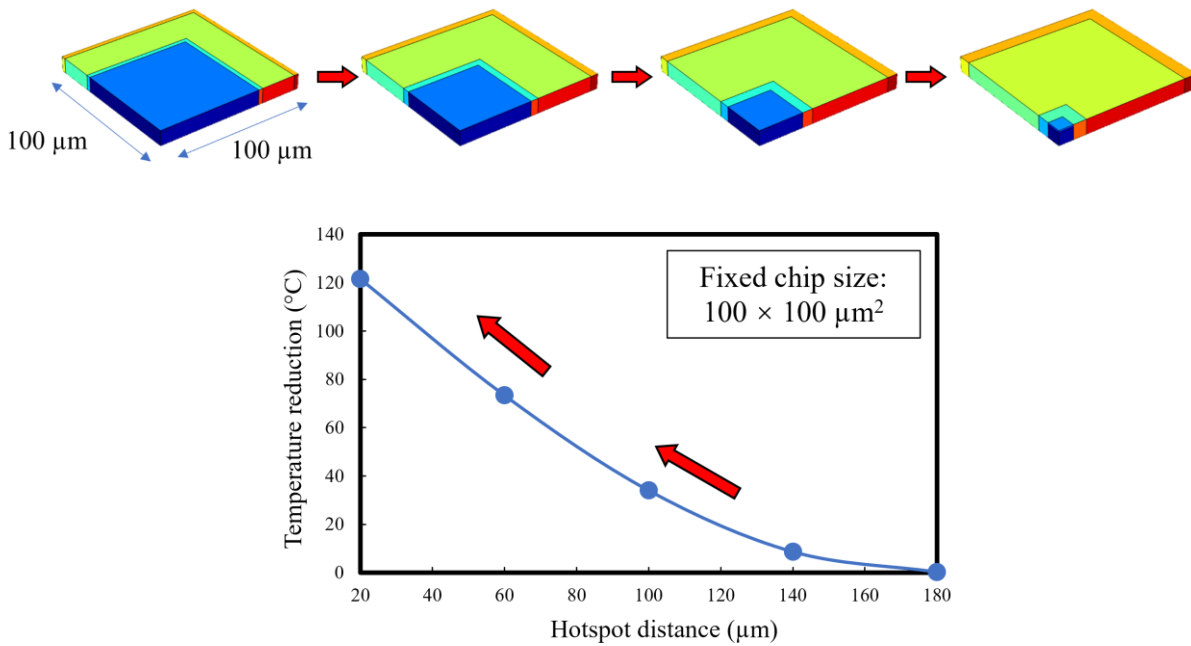 100 µm
100 µm
Temperature reduction (°C)
140
120
100
80
60
40
20
0
Fixed chip size:
100 × 100 µm²
20 40 60 80 100 120 140 160 180
Hotspot distance (µm)